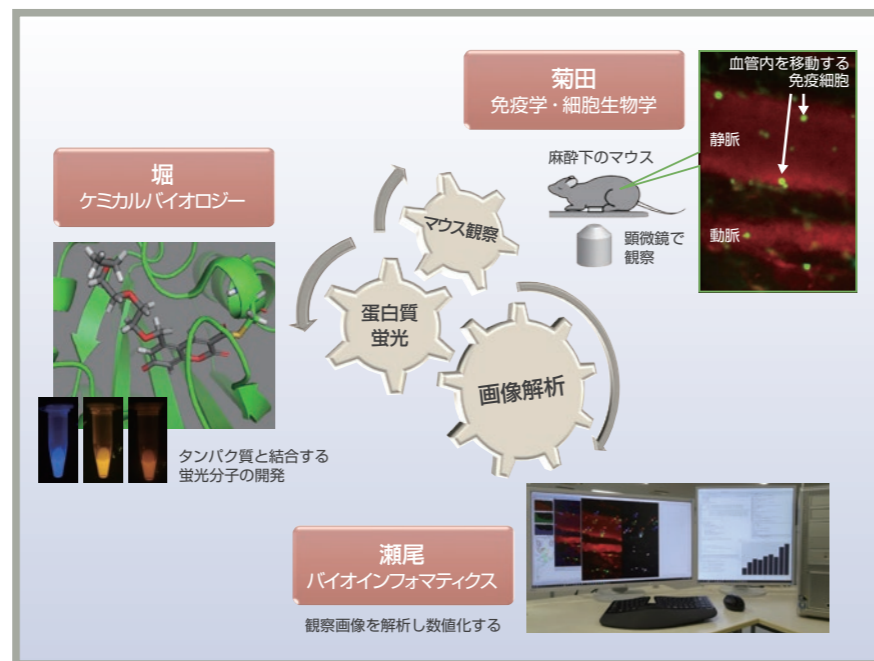 菊田
免疫学・細胞生物学
血管内を移動する
免疫細胞
静脈
動脈
麻酔下のマウス
顕微鏡で
観察
堀
ケミカルバイオロジー
マウス観察
蛋白質
蛍光
画像解析
タンパク質と結合する
蛍光分子の開発
瀬尾
バイオインフォマティクス
観察画像を解析し数値化する